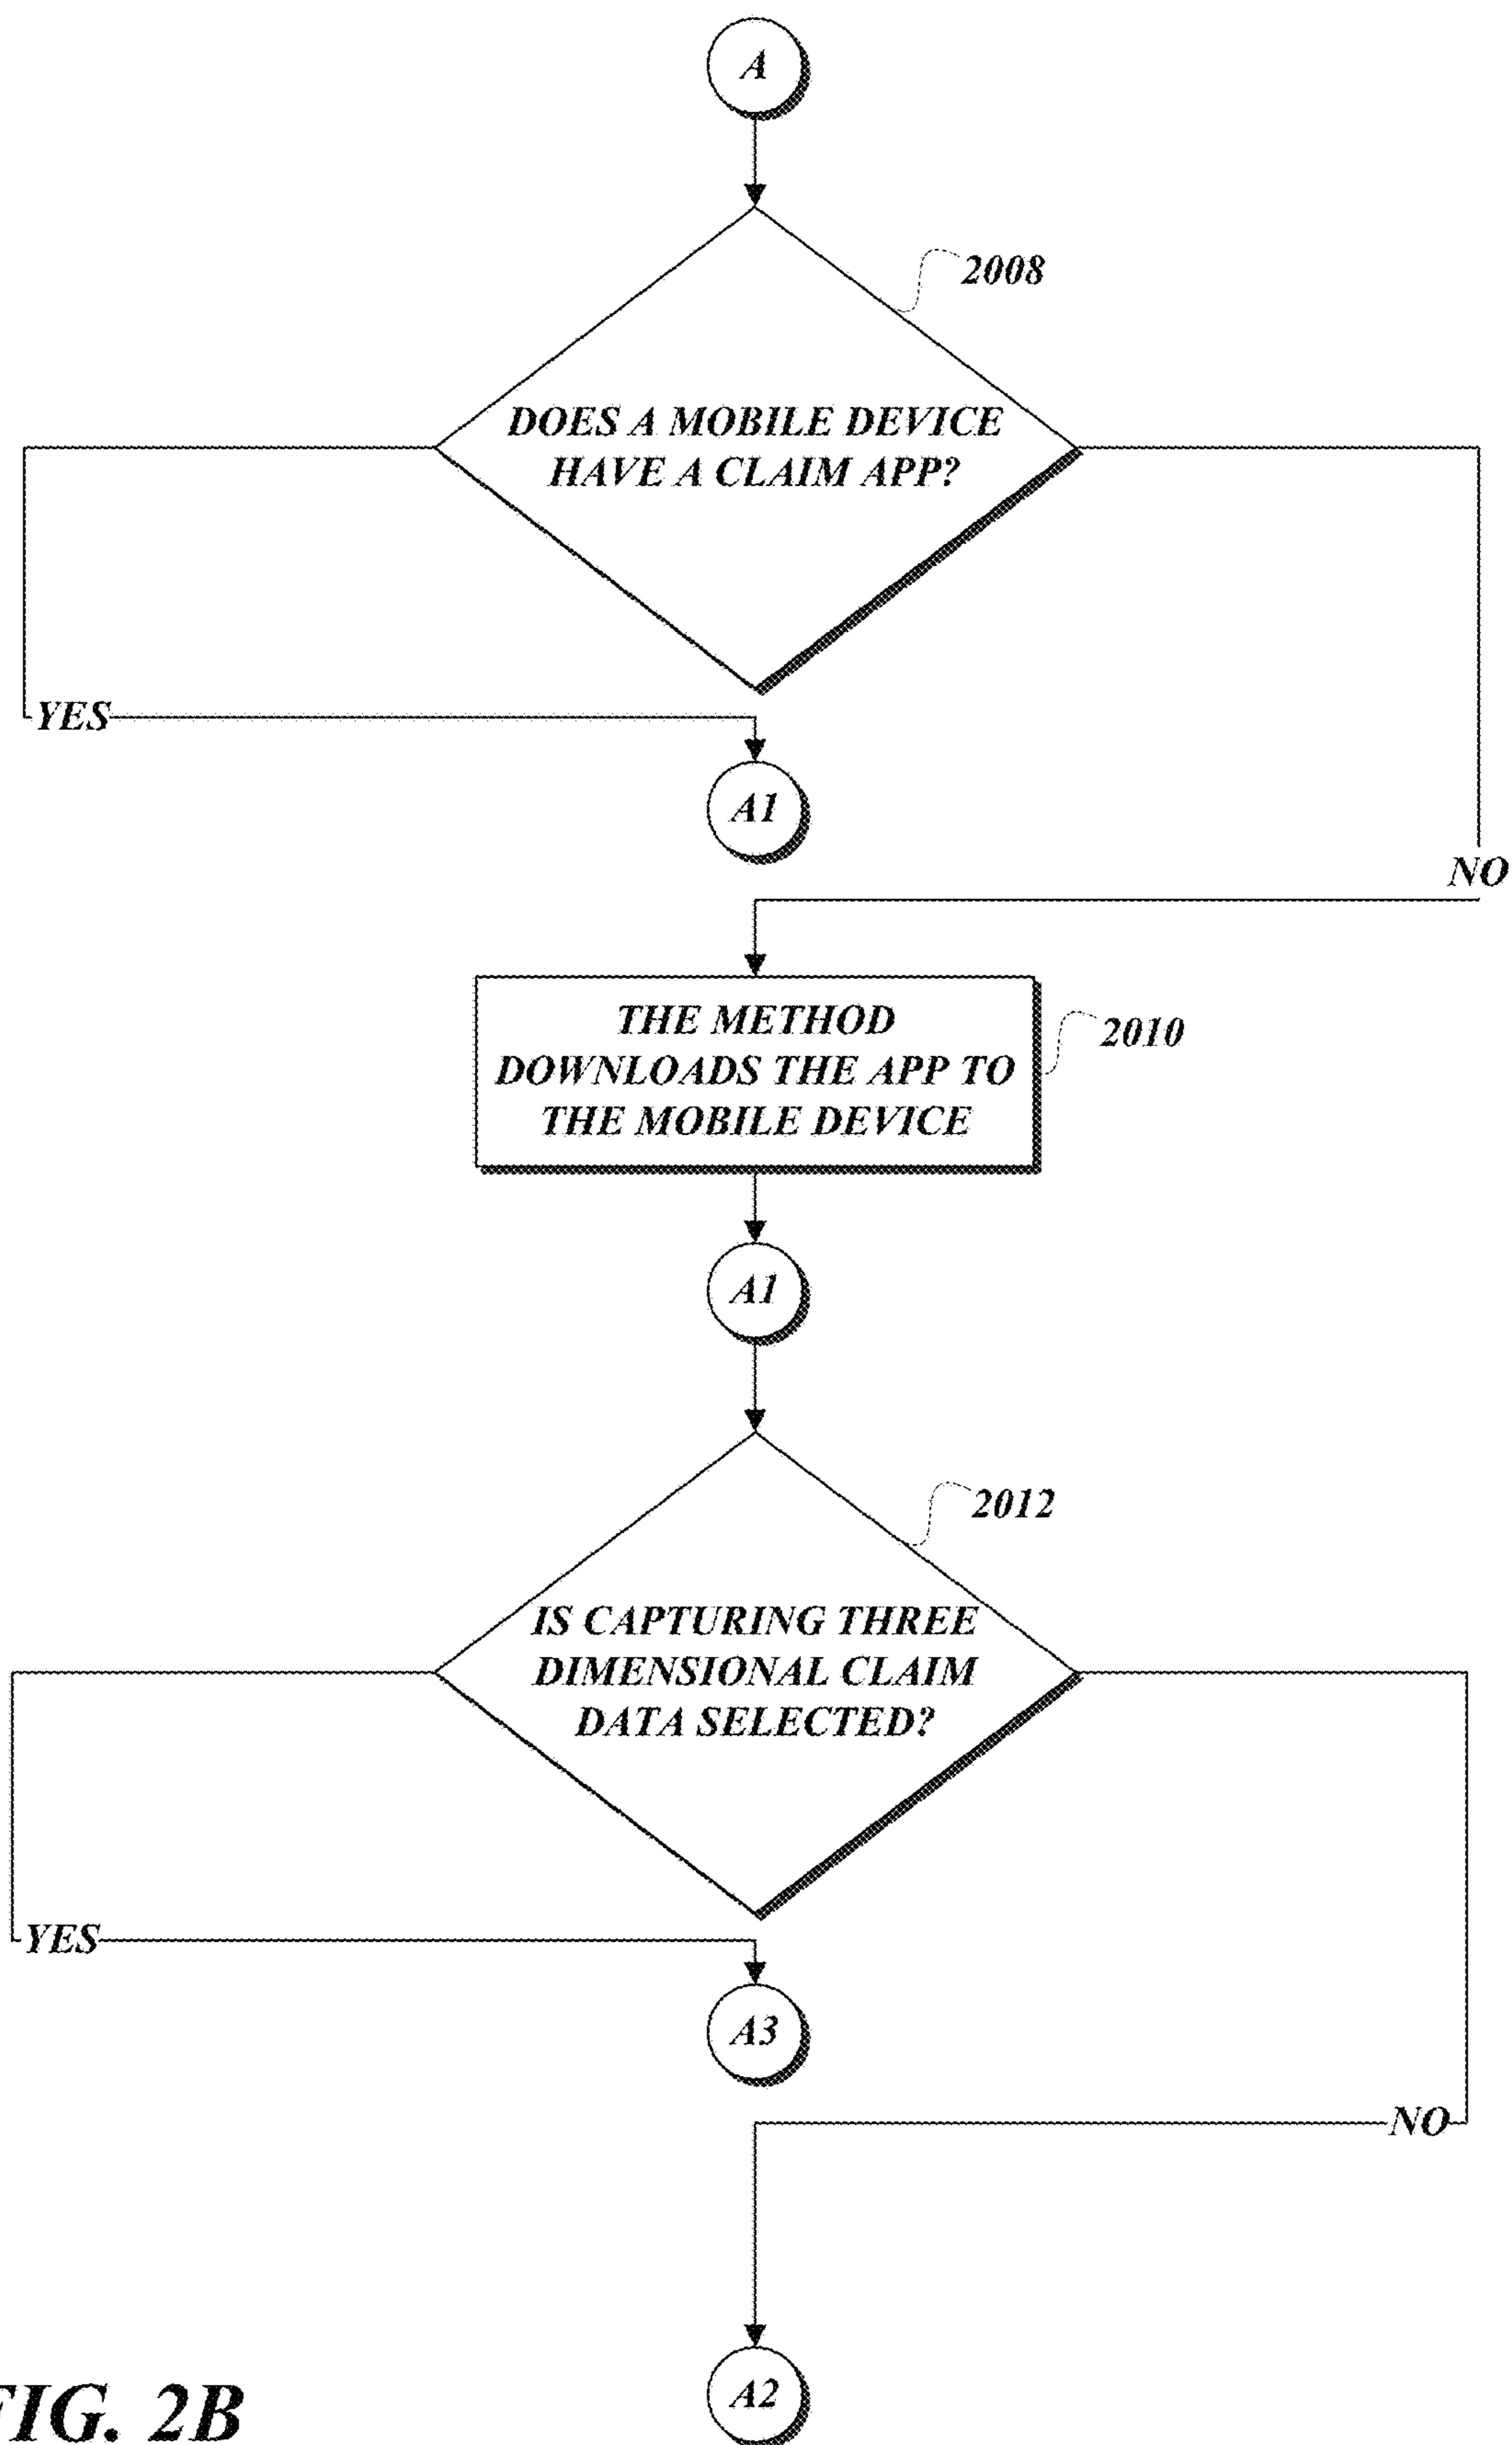 A
2008
DOES A MOBILE DEVICE
HAVE A CLAIM APP?
YES
A1
NO
THE METHOD
DOWNLOADS THE APP TO
THE MOBILE DEVICE
2010
A1
2012
IS CAPTURING THREE
DIMENSIONAL CLAIM
DATA SELECTED?
YES
A3
NO
A2
FIG. 2B